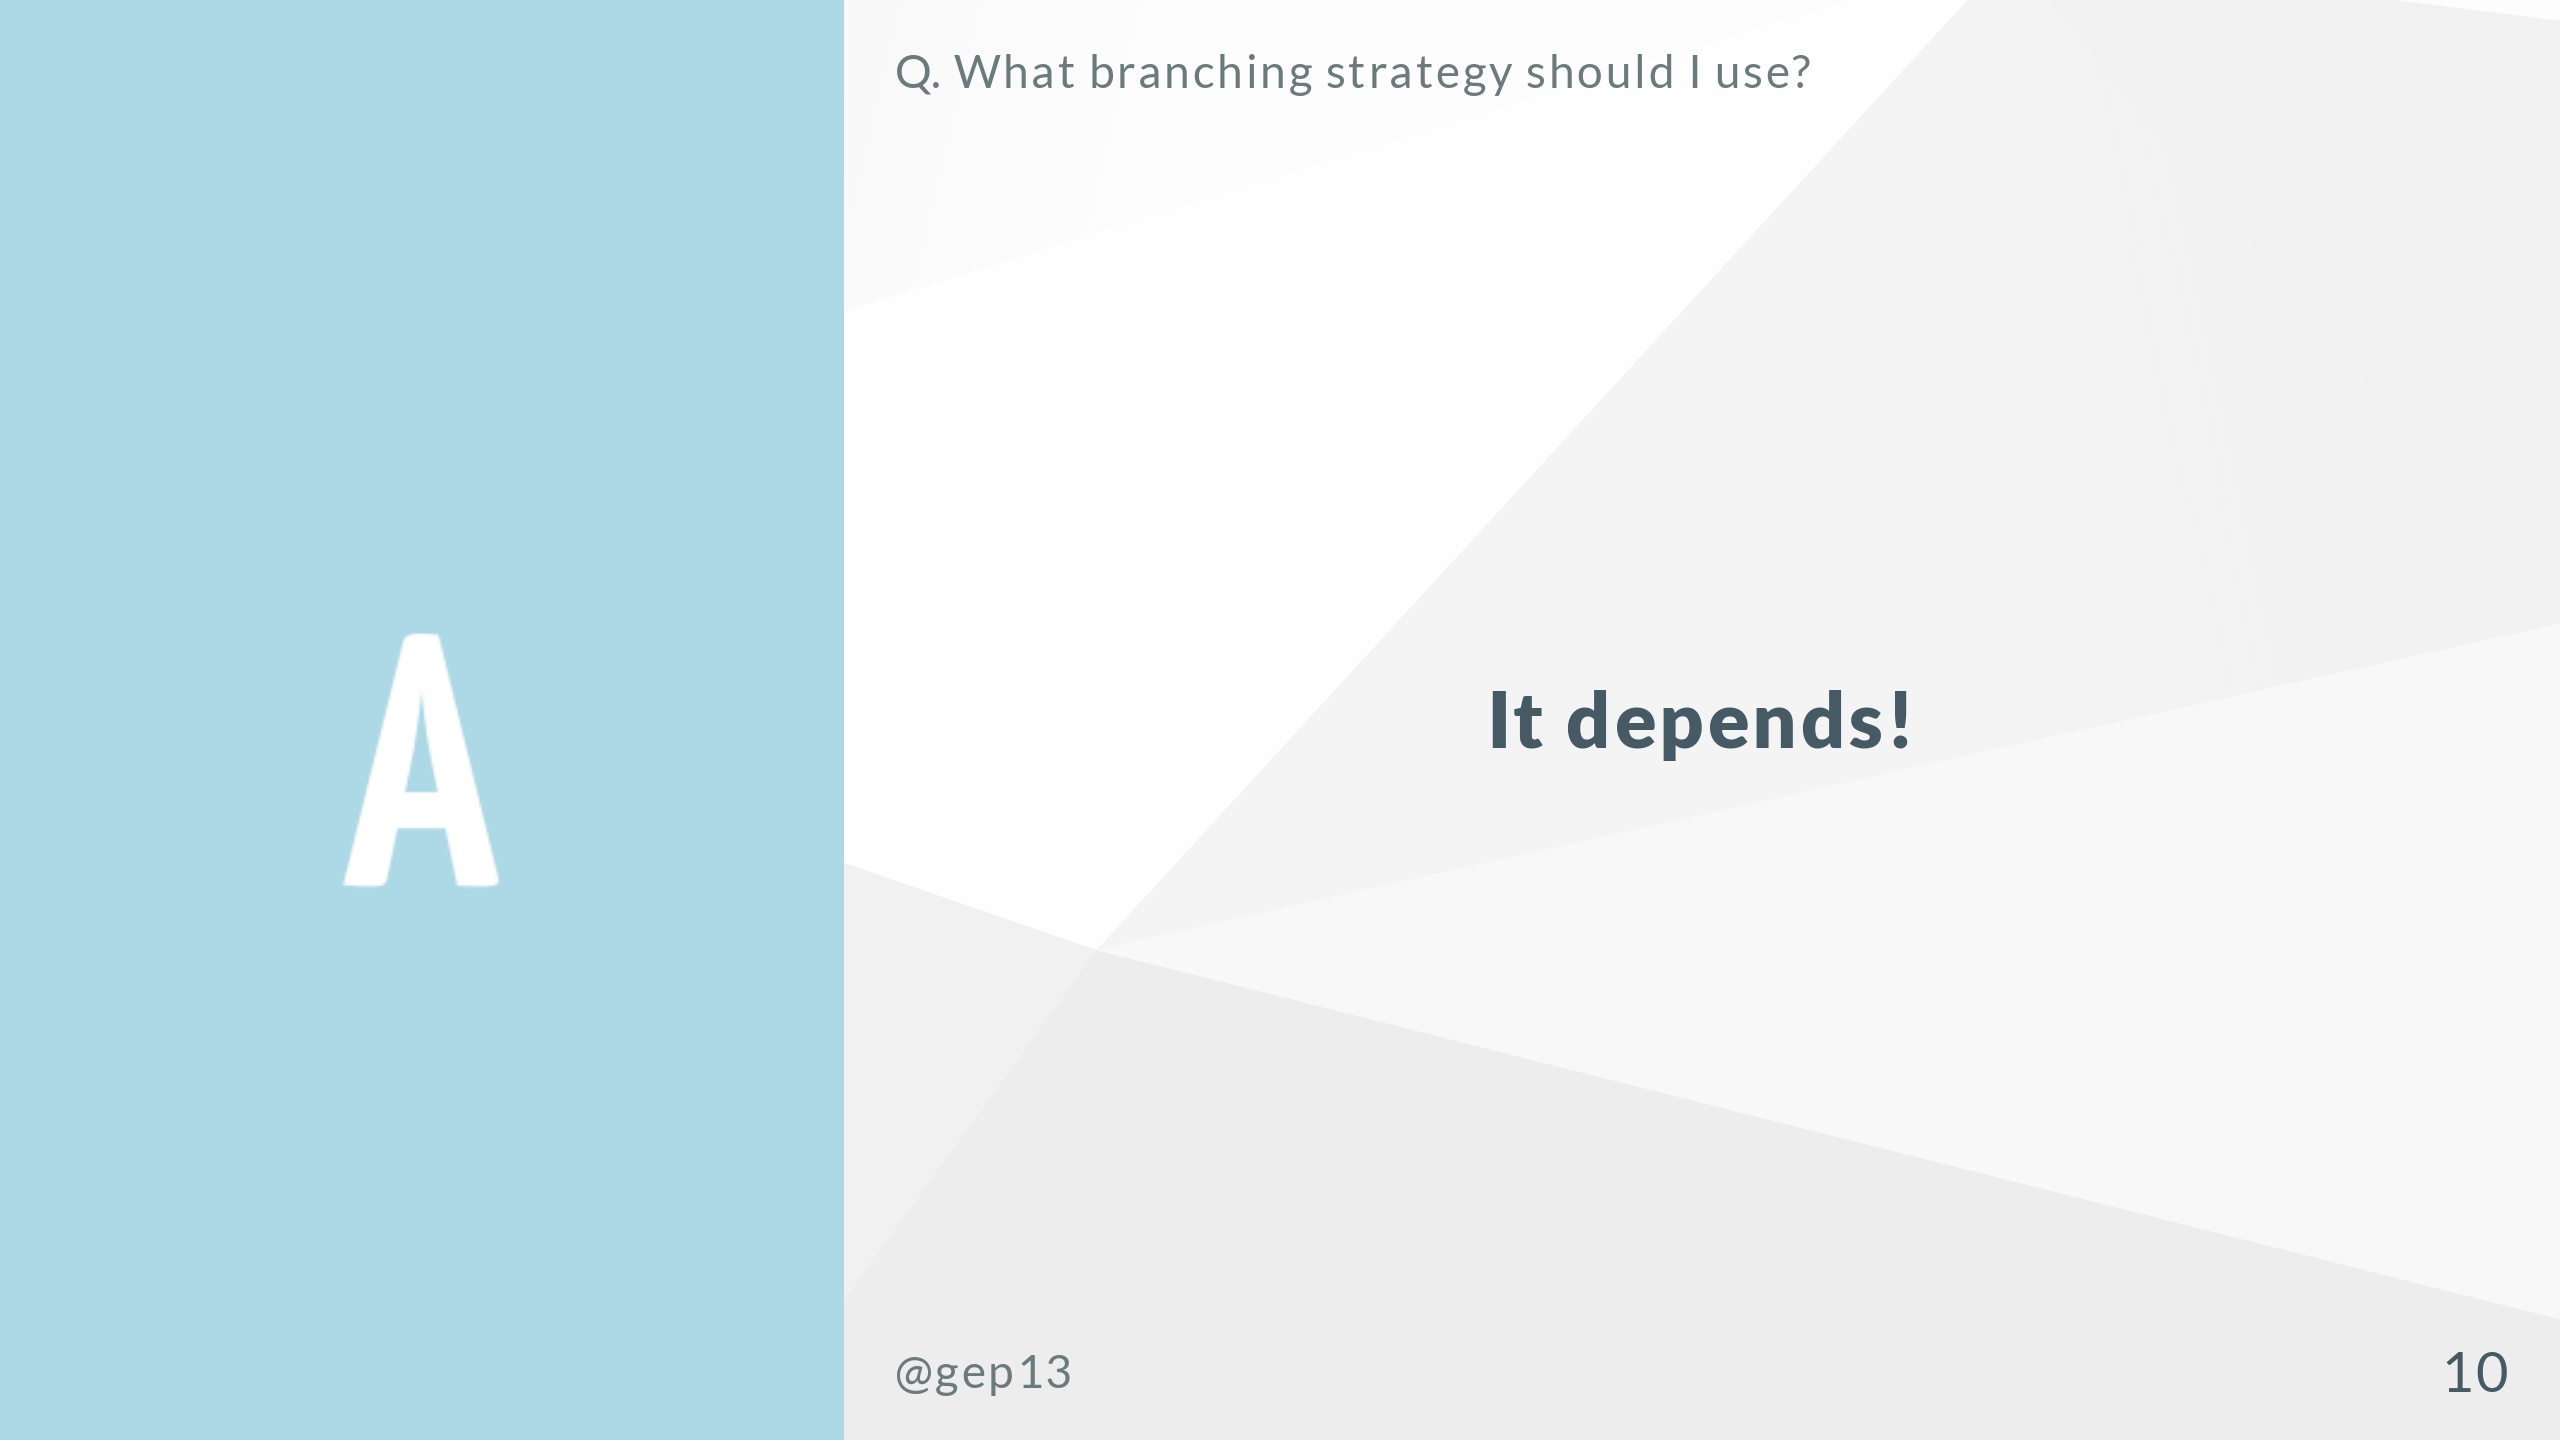 Q. What branching strategy should I use?
A
It depends!
@gep13
10